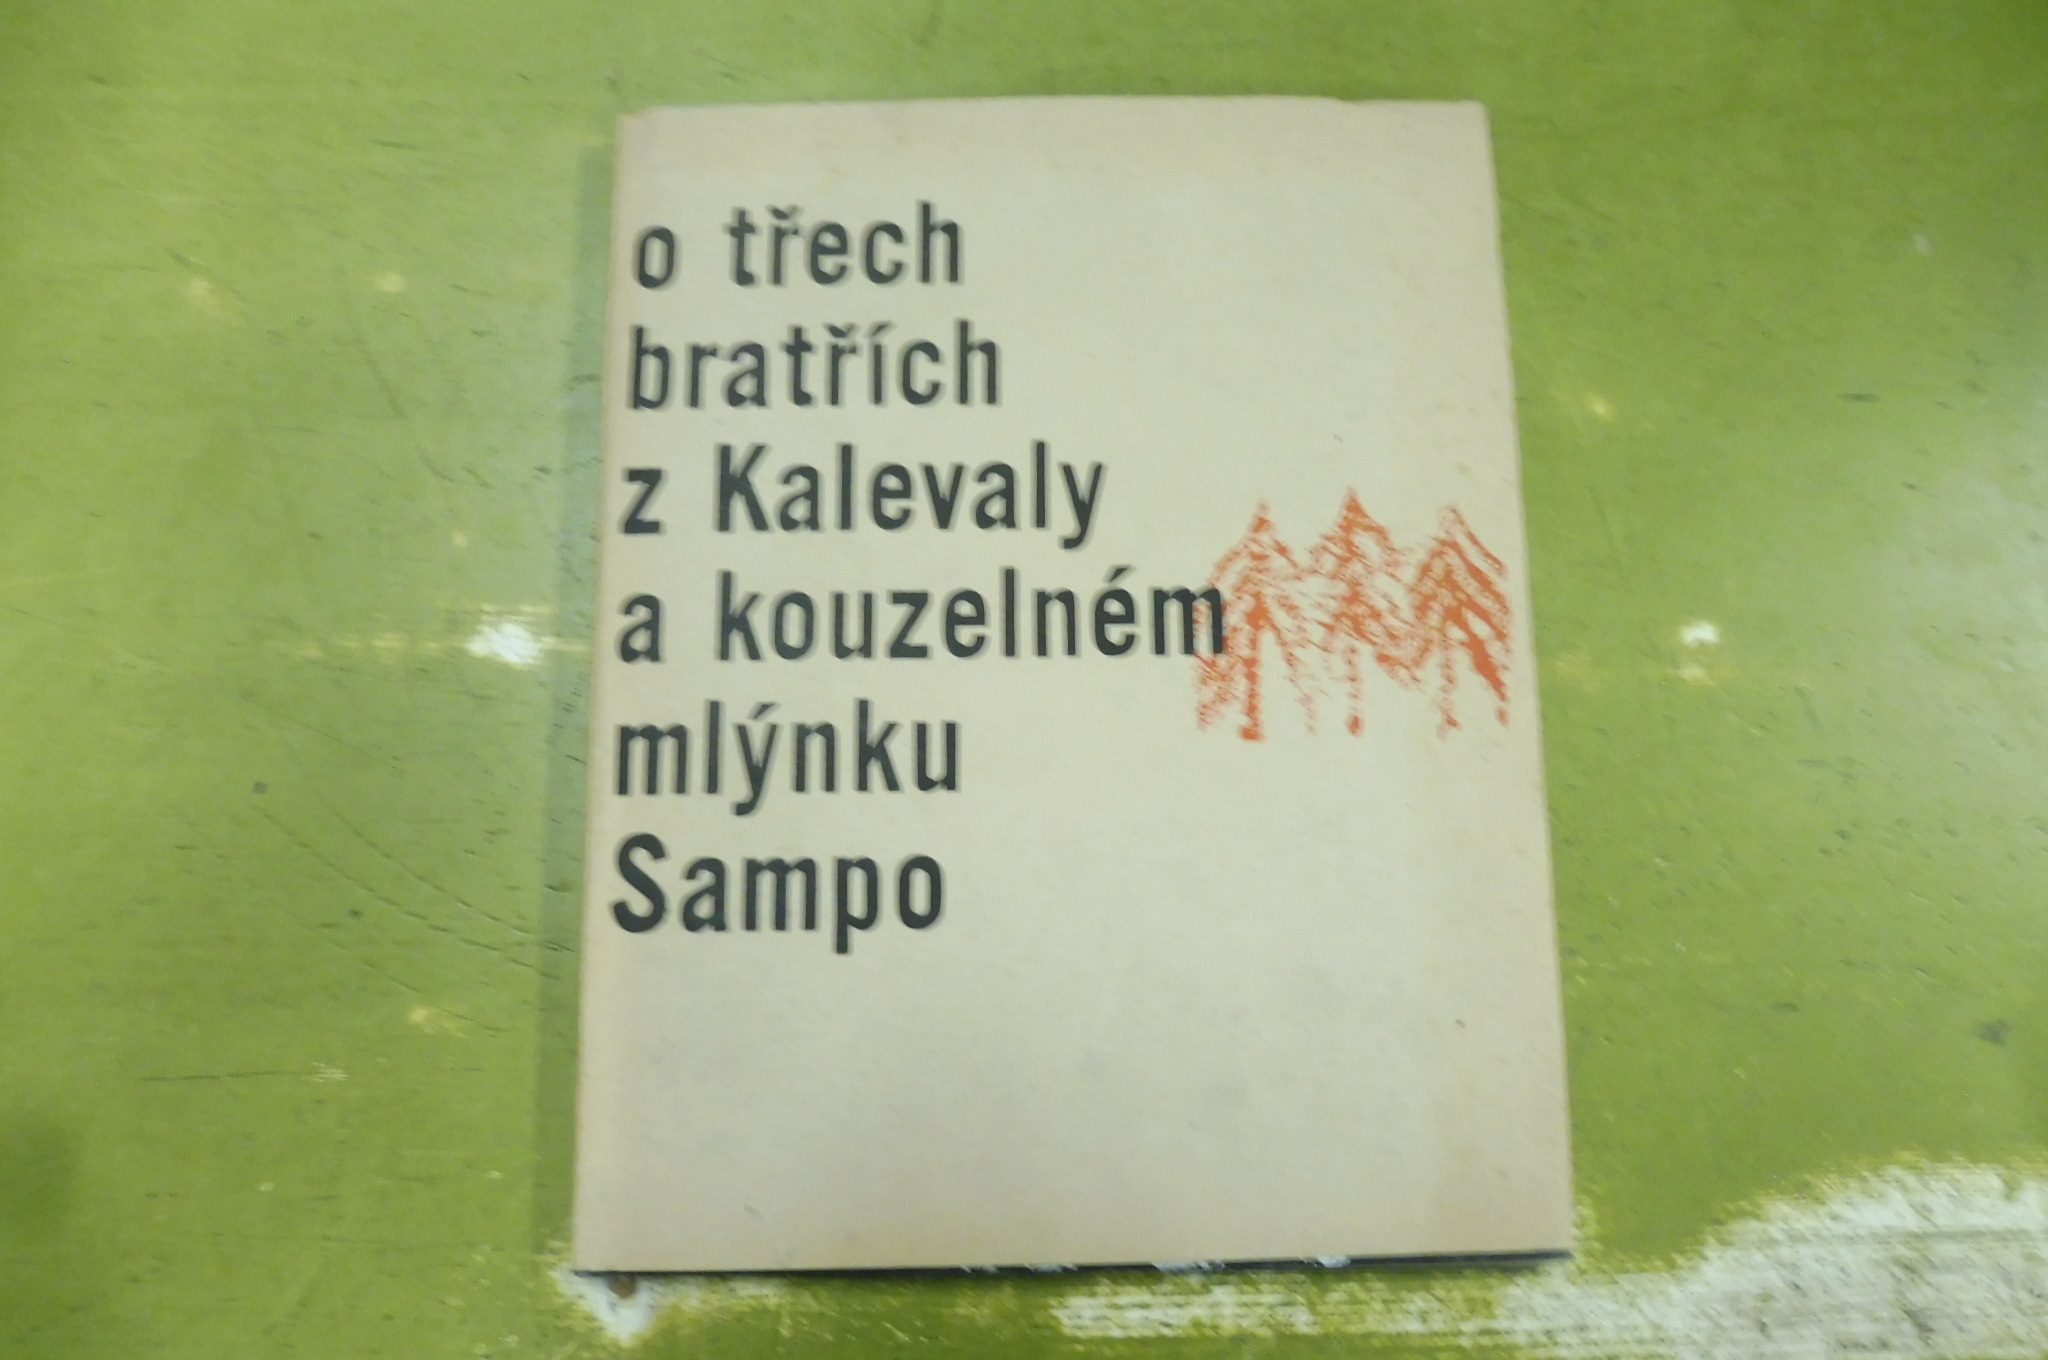 o třech
bratřích
z Kalevaly
a kouzelném
mlýnku
Sampo